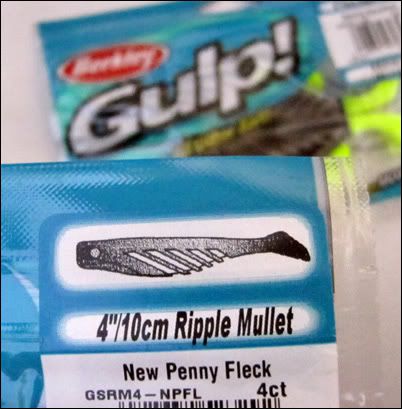 Berkley
Gulp!
4"/10cm Ripple Mullet
New Penny Fleck
GSRM4-NPFL 4ct